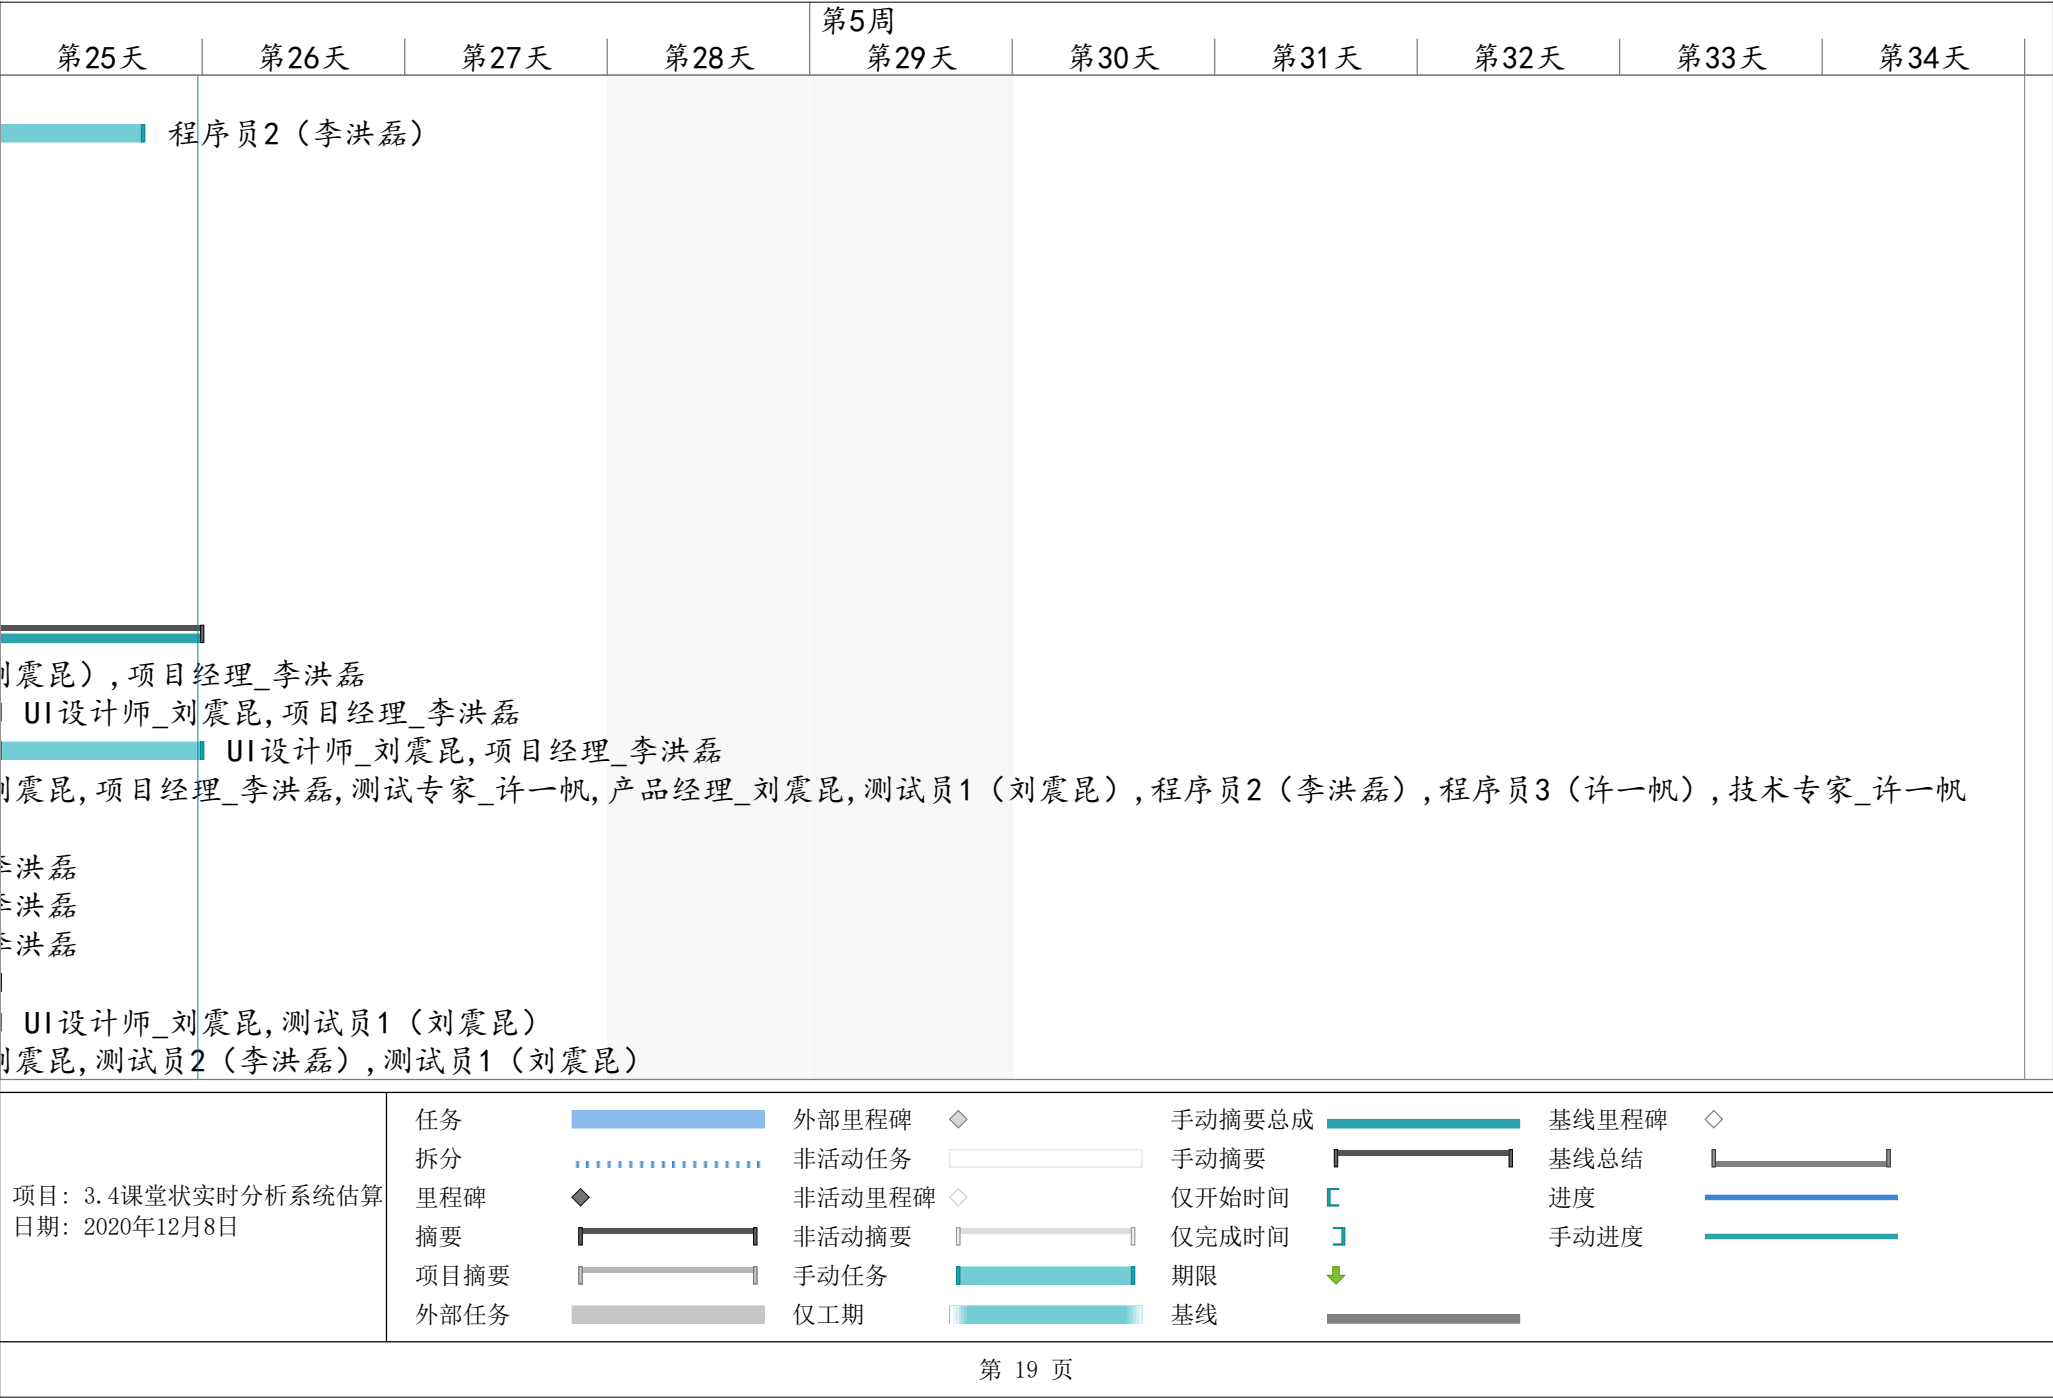 第5周
第25天 第26天 第27天 第28天 第29天 第30天 第31天 第32天 第33天 第34天
程序员2（李洪磊）
震昆）,项目经理_李洪磊
UI设计师_刘震昆,项目经理_李洪磊
UI设计师_刘震昆,项目经理_李洪磊
震昆,项目经理_李洪磊,测试专家_许一帆,产品经理_刘震昆,测试员1（刘震昆）,程序员2（李洪磊）,程序员3（许一帆）,技术专家_许一帆
洪磊
洪磊
洪磊
UI设计师_刘震昆,测试员1（刘震昆）
震昆,测试员2（李洪磊）,测试员1（刘震昆）
项目: 3.4课堂状实时分析系统估算
日期: 2020年12月8日
任务 外部里程碑 手动摘要总成 基线里程碑
拆分 非活动任务 手动摘要 基线总结
里程碑 非活动里程碑 仅开始时间 进度
摘要 非活动摘要 仅完成时间 手动进度
项目摘要 手动任务 期限
外部任务 仅工期 基线
第 19 页